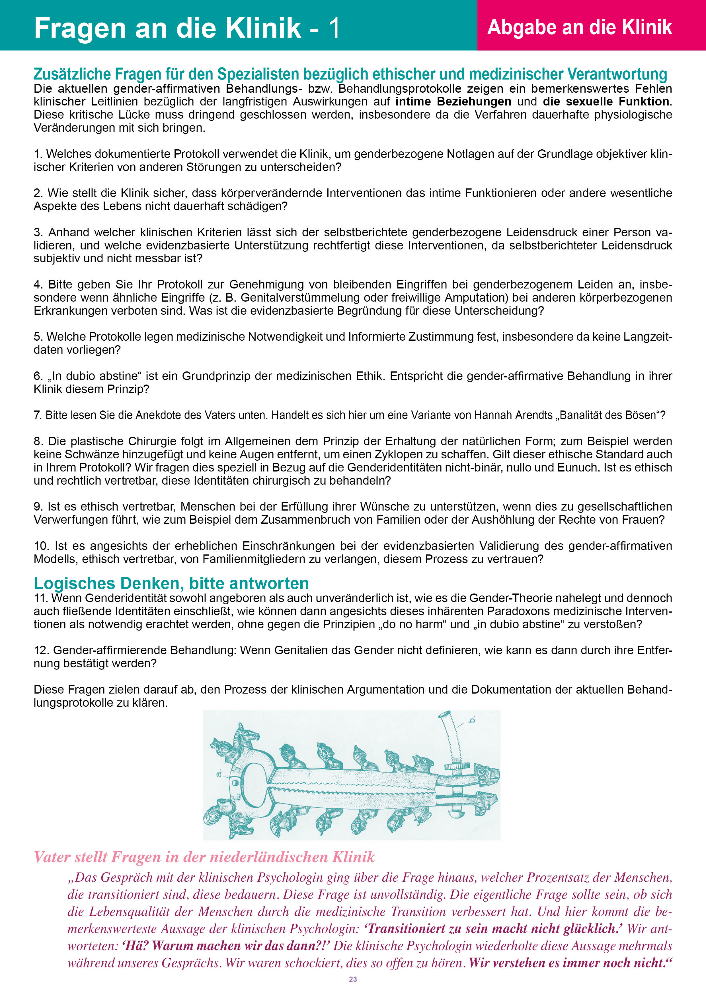 Fragen an die Klinik - 1
Abgabe an die Klinik
Zusätzliche Fragen für den Spezialisten bezüglich ethischer und medizinischer Verantwortung
Die aktuellen gender-affirmativen Behandlungs- bzw. Behandlungsprotokolle zeigen ein bemerkenswertes Fehlen
klinischer Leitlinien bezüglich der langfristigen Auswirkungen auf intime Beziehungen und die sexuelle Funktion.
Diese kritische Lücke muss dringend geschlossen werden, insbesondere da die Verfahren dauerhafte physiologische
Veränderungen mit sich bringen.
1. Welches dokumentierte Protokoll verwendet die Klinik, um genderbezogene Notlagen auf der Grundlage objektiver klin-
ischer Kriterien von anderen Störungen zu unterscheiden?
2. Wie stellt die Klinik sicher, dass körperverändernde Interventionen das intime Funktionieren oder andere wesentliche
Aspekte des Lebens nicht dauerhaft schädigen?
3. Anhand welcher klinischen Kriterien lässt sich der selbstberichtete genderbezogene Leidensdruck einer Person va-
lidieren, und welche evidenzbasierte Unterstützung rechtfertigt diese Interventionen, da selbstberichteter Leidensdruck
subjektiv und nicht messbar ist?
4. Bitte geben Sie Ihr Protokoll zur Genehmigung von bleibenden Eingriffen bei genderbezogenem Leiden an, insbe-
sondere wenn ähnliche Eingriffe (z. B. Genitalverstümmelung oder freiwillige Amputation) bei anderen körperbezogenen
Erkrankungen verboten sind. Was ist die evidenzbasierte Begründung für diese Unterscheidung?
5. Welche Protokolle legen medizinische Notwendigkeit und Informierte Zustimmung fest, insbesondere da keine Langzeit-
daten vorliegen?
6. „In dubio abstine“ ist ein Grundprinzip der medizinischen Ethik. Entspricht die gender-affirmative Behandlung in ihrer
Klinik diesem Prinzip?
7. Bitte lesen Sie die Anekdote des Vaters unten. Handelt es sich hier um eine Variante von Hannah Arendts „Banalität des Bösen“?
8. Die plastische Chirurgie folgt im Allgemeinen dem Prinzip der Erhaltung der natürlichen Form; zum Beispiel werden
keine Schwänze hinzugefügt und keine Augen entfernt, um einen Zyklopen zu schaffen. Gilt dieser ethische Standard auch
in Ihrem Protokoll? Wir fragen dies speziell in Bezug auf die Genderidentitäten nicht-binär, nullo und Eunuch. Ist es ethisch
und rechtlich vertretbar, diese Identitäten chirurgisch zu behandeln?
9. Ist es ethisch vertretbar, Menschen bei der Erfüllung ihrer Wünsche zu unterstützen, wenn dies zu gesellschaftlichen
Verwerfungen führt, wie zum Beispiel dem Zusammenbruch von Familien oder der Aushöhlung der Rechte von Frauen?
10. Ist es angesichts der erheblichen Einschränkungen bei der evidenzbasierten Validierung des gender-affirmativen
Modells, ethisch vertretbar, von Familienmitgliedern zu verlangen, diesem Prozess zu vertrauen?
Logisches Denken, bitte antworten
11. Wenn Genderidentität sowohl angeboren als auch unveränderlich ist, wie es die Gender-Theorie nahelegt und dennoch
auch fließende Identitäten einschließt, wie können dann angesichts dieses inhärenten Paradoxons medizinische Interven-
tionen als notwendig erachtet werden, ohne gegen die Prinzipien „do no harm“ und „in dubio abstine“ zu verstoßen?
12. Gender-affirmierende Behandlung: Wenn Genitalien das Gender nicht definieren, wie kann es dann durch ihre Entfer-
nung bestätigt werden?
Diese Fragen zielen darauf ab, den Prozess der klinischen Argumentation und die Dokumentation der aktuellen Behand-
lungsprotokolle zu klären.
a.
b.
Vater stellt Fragen in der niederländischen Klinik
„Das Gespräch mit der klinischen Psychologin ging über die Frage hinaus, welcher Prozentsatz der Menschen,
die transitioniert sind, diese bedauern. Diese Frage ist unvollständig. Die eigentliche Frage sollte sein, ob sich
die Lebensqualität der Menschen durch die medizinische Transition verbessert hat. Und hier kommt die be-
merkenswerteste Aussage der klinischen Psychologin: ‘Transitioniert zu sein macht nicht glücklich.’ Wir ant-
worteten: ‘Hä? Warum machen wir das dann?!’ Die klinische Psychologin wiederholte diese Aussage mehrmals
während unseres Gesprächs. Wir waren schockiert, dies so offen zu hören. Wir verstehen es immer noch nicht.“
23